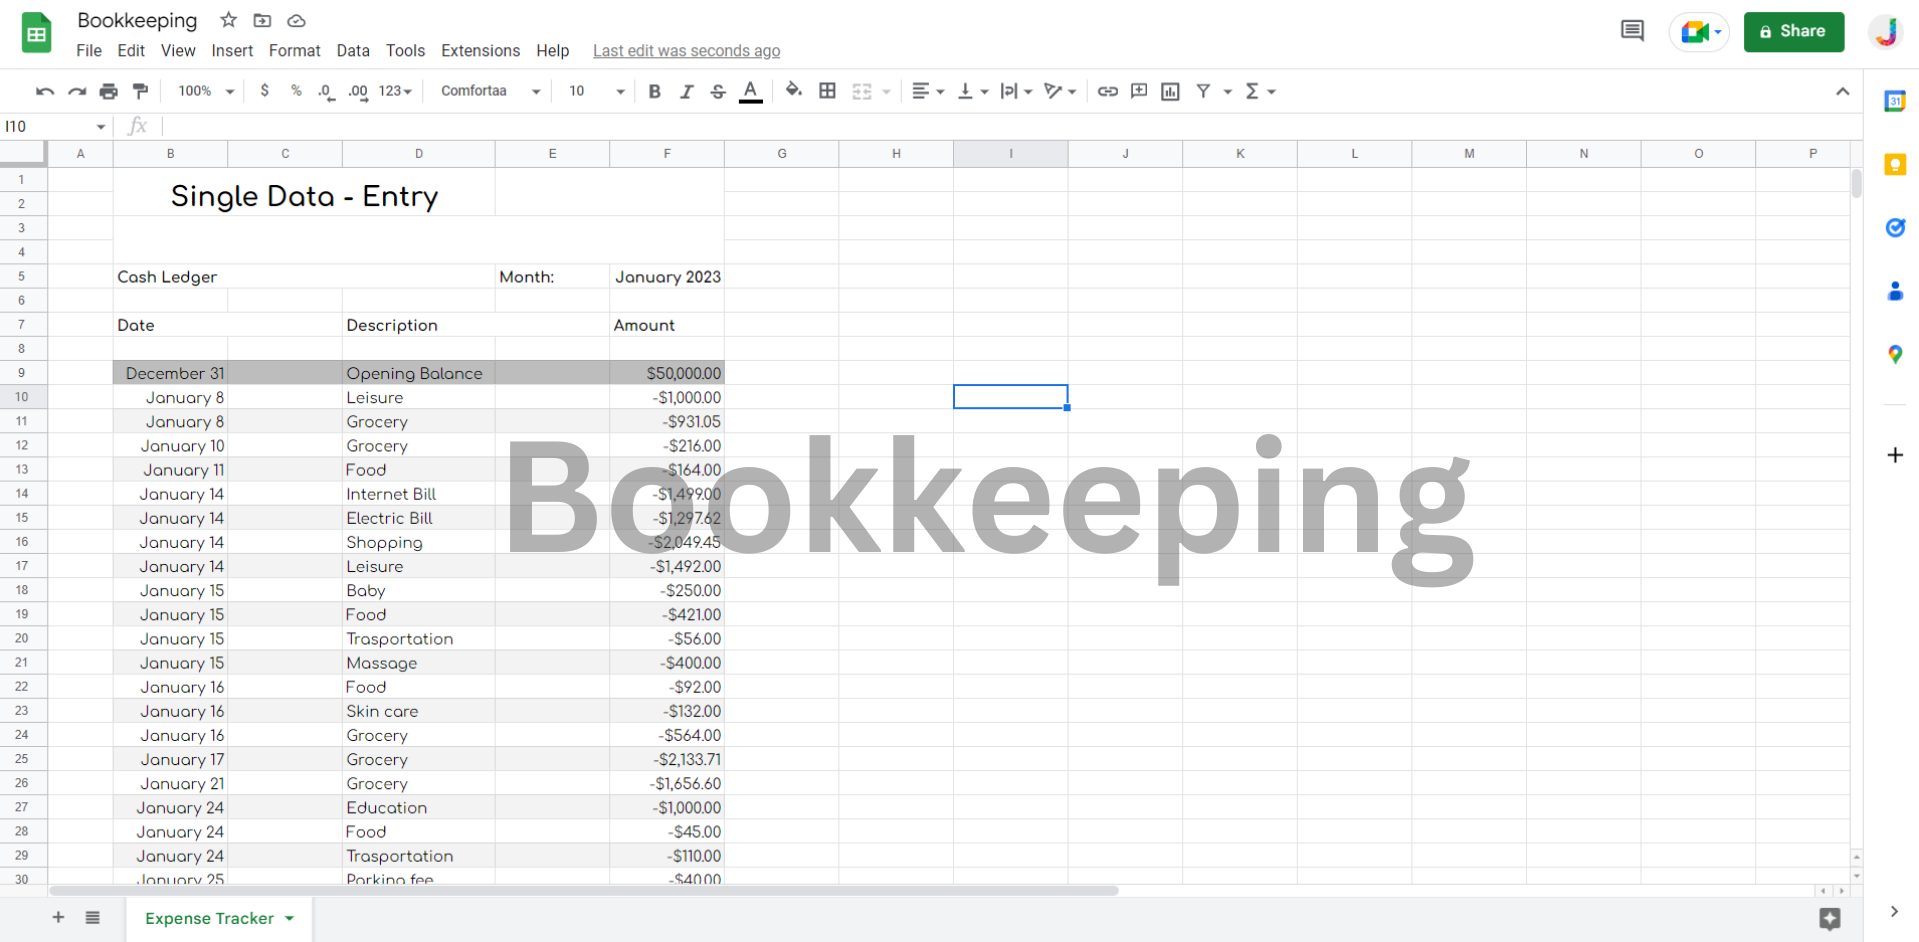 Bookkeeping
File Edit View Insert Format Data Tools Extensions Help Last edit was seconds ago
Share
100% $ % .0 .00 123 Comfortaa 10 B I S A
31
I10 fx
A B C D E F G H I J K L M N O P
1
Single Data - Entry
2
3
4
5 Cash Ledger Month: January 2023
6
7 Date Description Amount
8
9 December 31 Opening Balance $50,000.00
10 January 8 Leisure -$1,000.00
11 January 8 Grocery -$931.05
12 January 10 Grocery -$216.00
13 January 11 Food -$164.00
14 January 14 Internet Bill -$1,499.00
15 January 14 Electric Bill -$1,297.62
16 January 14 Shopping -$2,049.45
17 January 14 Leisure -$1,492.00
18 January 15 Baby -$250.00
19 January 15 Food -$421.00
20 January 15 Trasportation -$56.00
21 January 15 Massage -$400.00
22 January 16 Food -$92.00
23 January 16 Skin care -$132.00
24 January 16 Grocery -$564.00
25 January 17 Grocery -$2,133.71
26 January 21 Grocery -$1,656.60
27 January 24 Education -$1,000.00
28 January 24 Food -$45.00
29 January 24 Trasportation -$110.00
30 January 25 Parking fee -$40.00
Bookkeeping
Expense Tracker